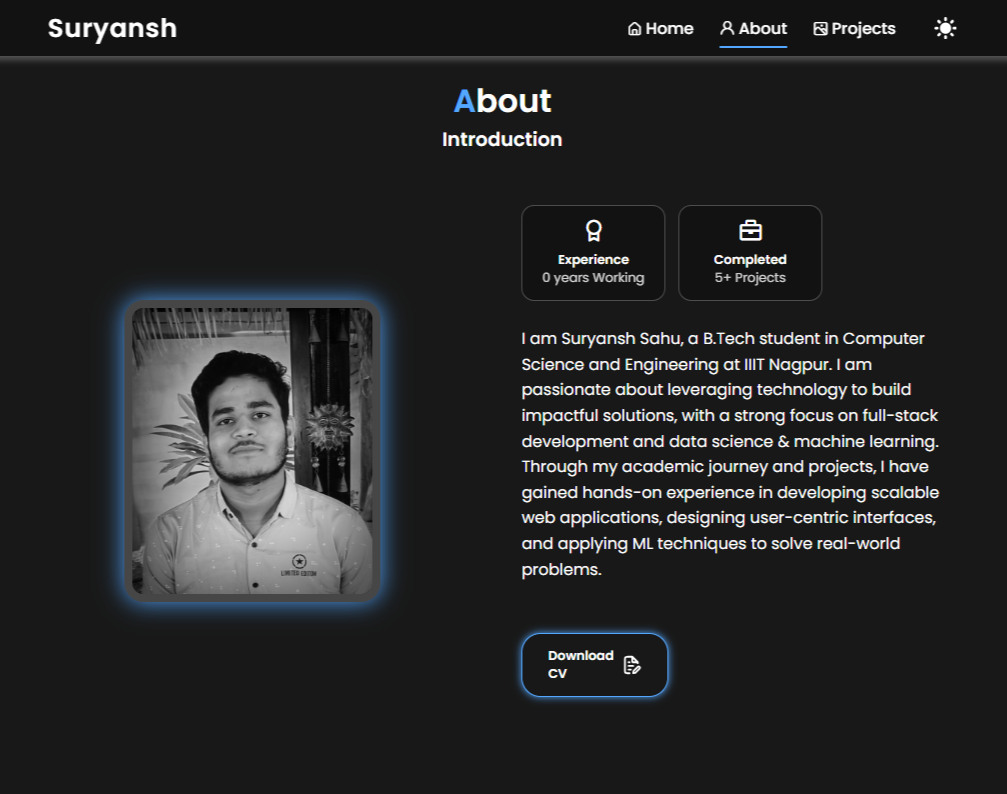 Suryansh
Home
About
Projects
About
Introduction
Experience
0 years Working
Completed
5+ Projects
I am Suryansh Sahu, a B.Tech student in Computer
Science and Engineering at IIIT Nagpur. I am
passionate about leveraging technology to build
impactful solutions, with a strong focus on full-stack
development and data science & machine learning.
Through my academic journey and projects, I have
gained hands-on experience in developing scalable
web applications, designing user-centric interfaces,
and applying ML techniques to solve real-world
problems.
LIMITED EDITION
Download
CV